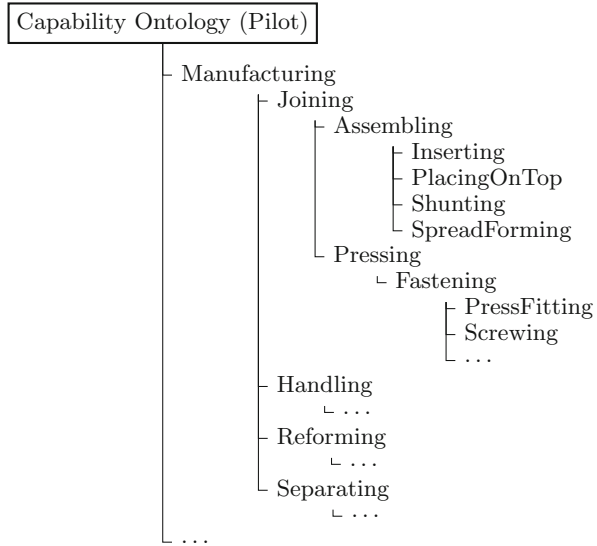 Capability Ontology (Pilot)
Manufacturing
Joining
Assembling
Inserting
PlacingOnTop
Shunting
SpreadForming
Pressing
Fastening
PressFitting
Screwing
...
Handling
...
Reforming
...
Separating
...
...